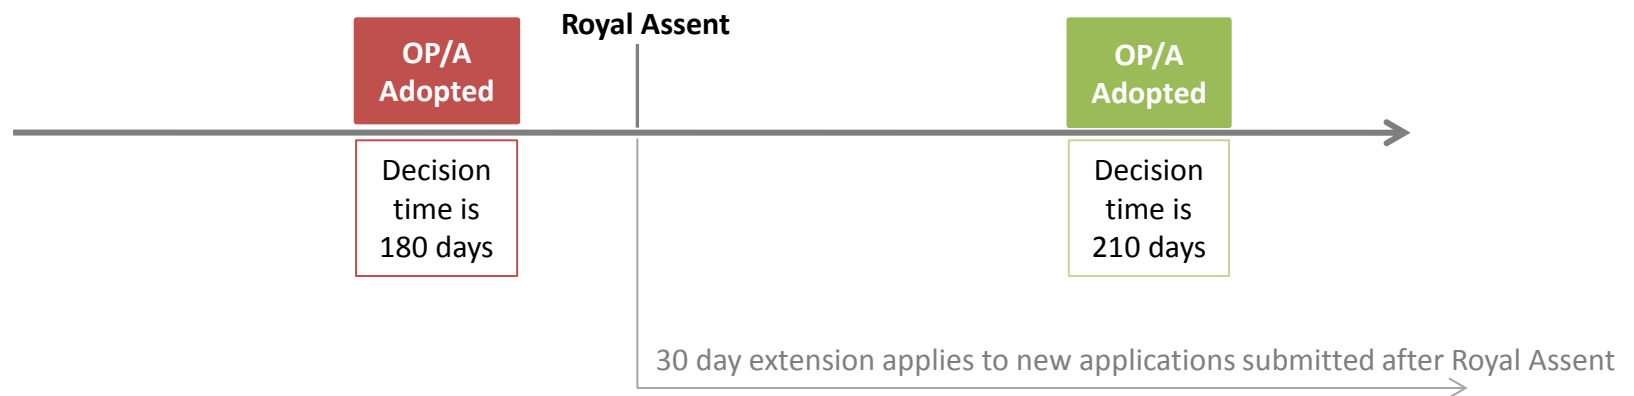 Royal Assent
OP/A
Adopted
OP/A
Adopted
Decision
time is
180 days
Decision
time is
210 days
30 day extension applies to new applications submitted after Royal Assent